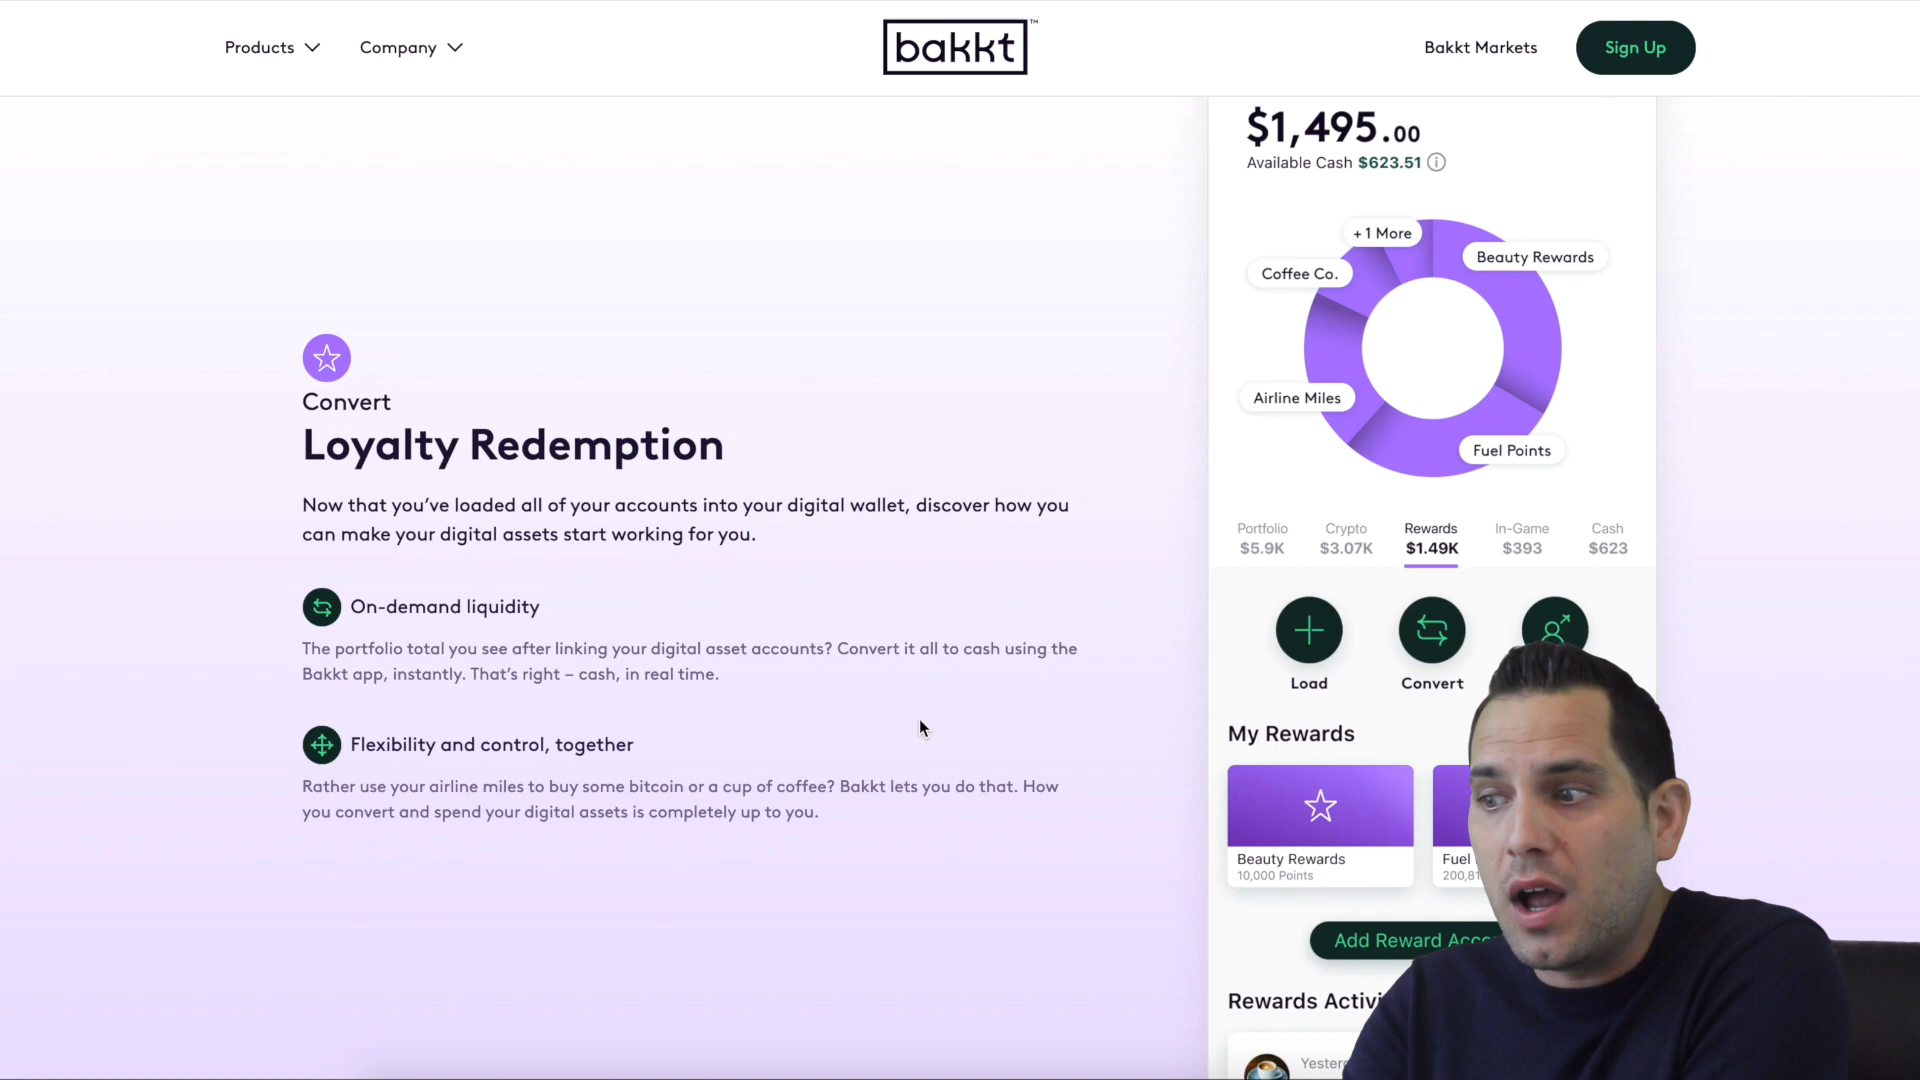 Products
Company
bakkt™
Bakkt Markets
Sign Up
Convert
Loyalty Redemption
Now that you’ve loaded all of your accounts into your digital wallet, discover how you
can make your digital assets start working for you.
On-demand liquidity
The portfolio total you see after linking your digital asset accounts? Convert it all to cash using the
Bakkt app, instantly. That’s right – cash, in real time.
Flexibility and control, together
Rather use your airline miles to buy some bitcoin or a cup of coffee? Bakkt lets you do that. How
you convert and spend your digital assets is completely up to you.
$1,495.00
Available Cash $623.51
+ 1 More
Beauty Rewards
Coffee Co.
Airline Miles
Fuel Points
Portfolio Crypto Rewards In-Game Cash
$5.9K $3.07K $1.49K $393 $623
Load
Convert
My Rewards
Beauty Rewards
10,000 Points
Fuel
200,81
Add Reward Acco
Rewards Activi
Yester